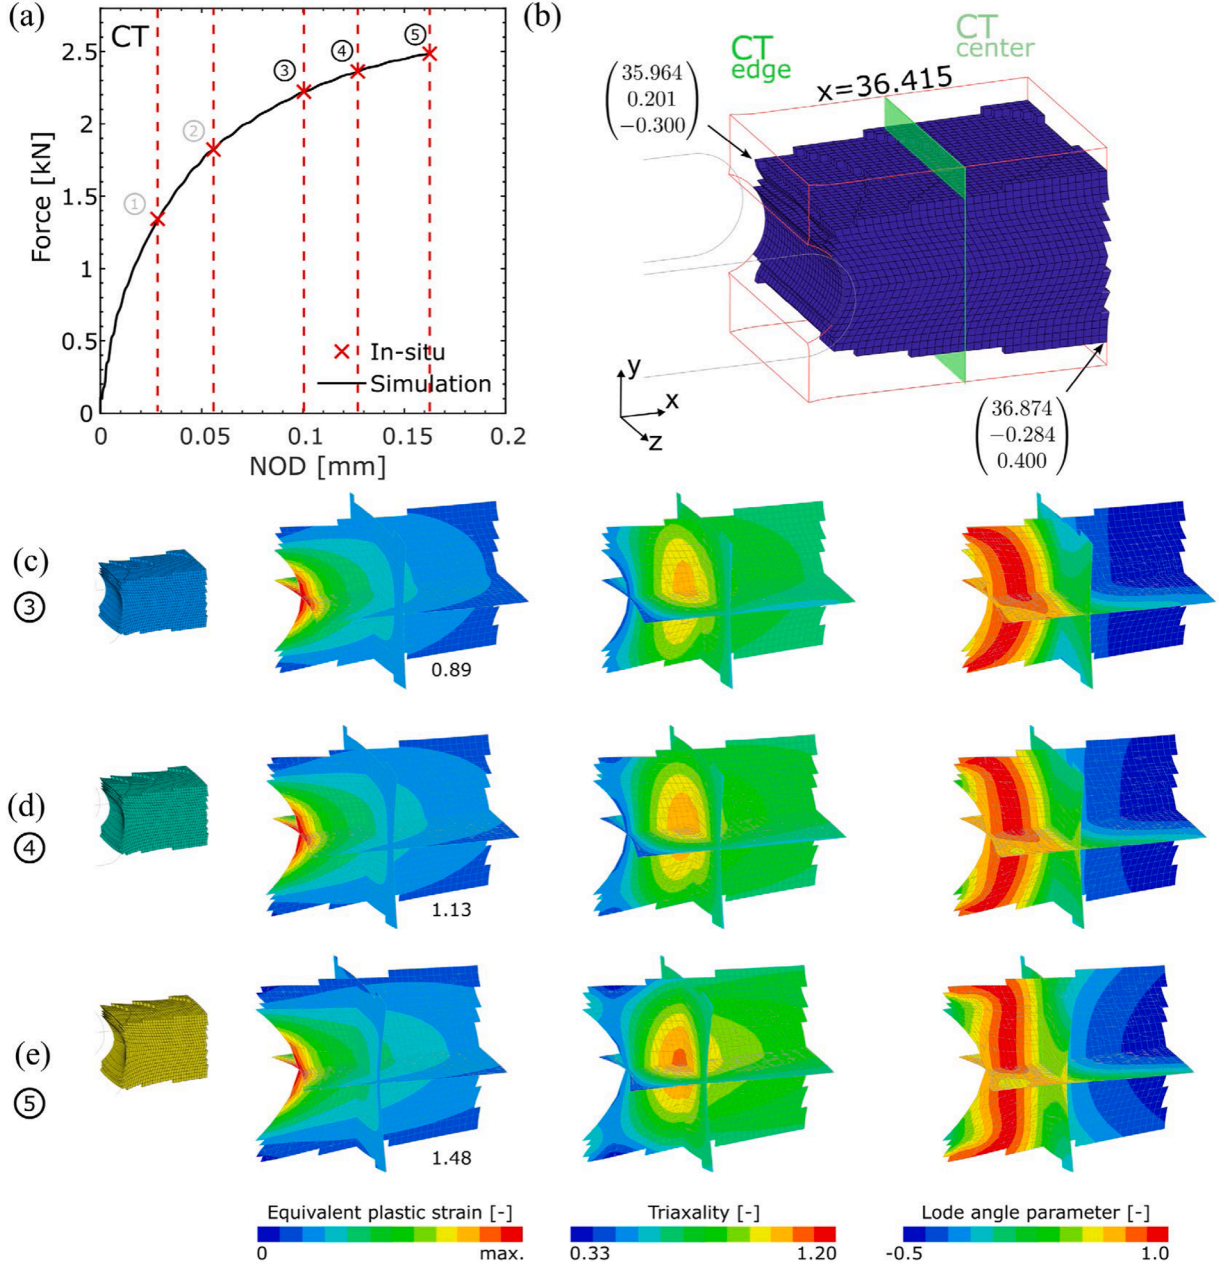 (a)
CT
Force [kN]
2.5
2
1.5
1
0.5
0
1
2
3
4
5
In-situ
Simulation
0
0.05
0.1
0.15
0.2
NOD [mm]
(b)
CT
edge
CT
center
x=36.415
35.964
0.201
−0.300
36.874
−0.284
0.400
y
x
z
(c)
3
0.89
(d)
4
1.13
(e)
5
1.48
Equivalent plastic strain [-]
0 max.
Triaxality [-]
0.33 1.20
Lode angle parameter [-]
-0.5 1.0